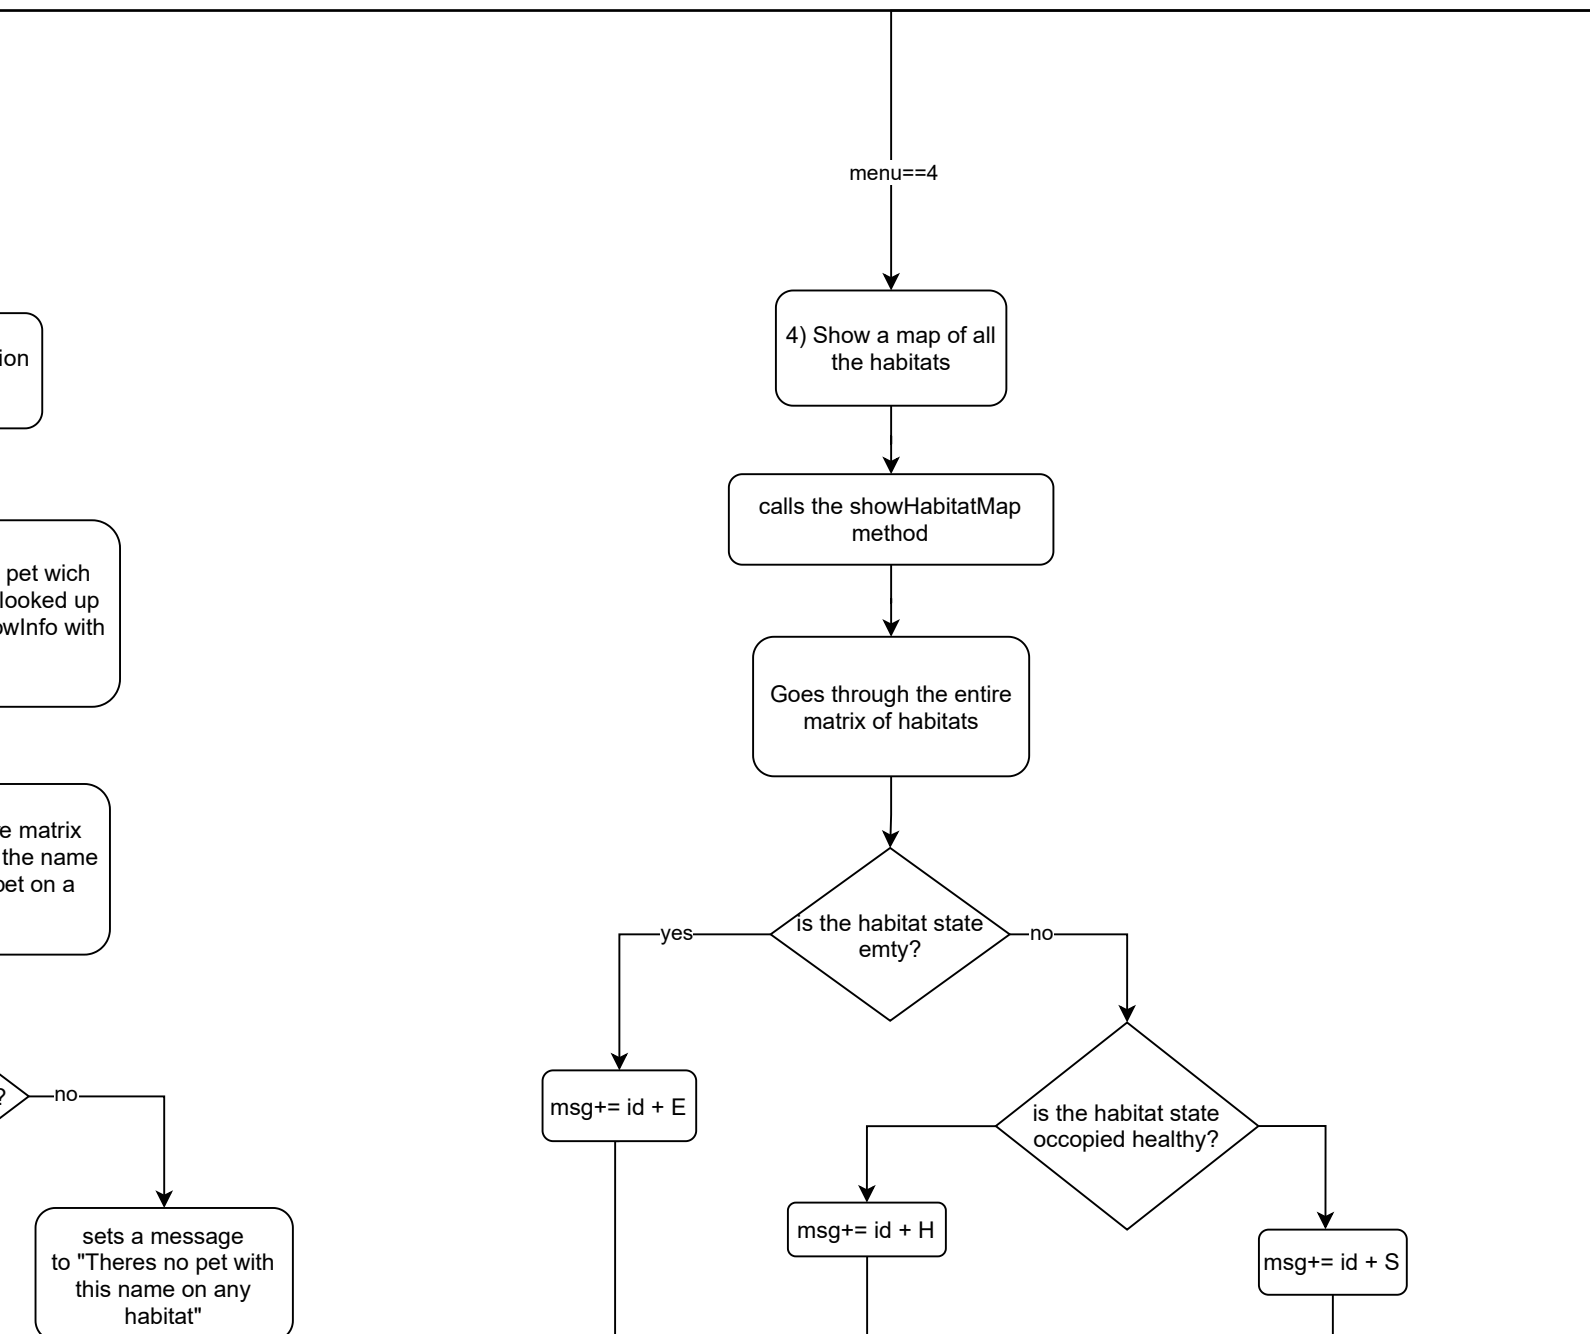 menu==4
4) Show a map of all
the habitats
calls the showHabitatMap
method
Goes through the entire
matrix of habitats
is the habitat state
emty?
yes
no
msg+= id + E
is the habitat state
occopied healthy?
msg+= id + H
msg+= id + S
ion
pet wich
looked up
owInfo with
e matrix
the name
pet on a
?
no
sets a message
to "Theres no pet with
this name on any
habitat"